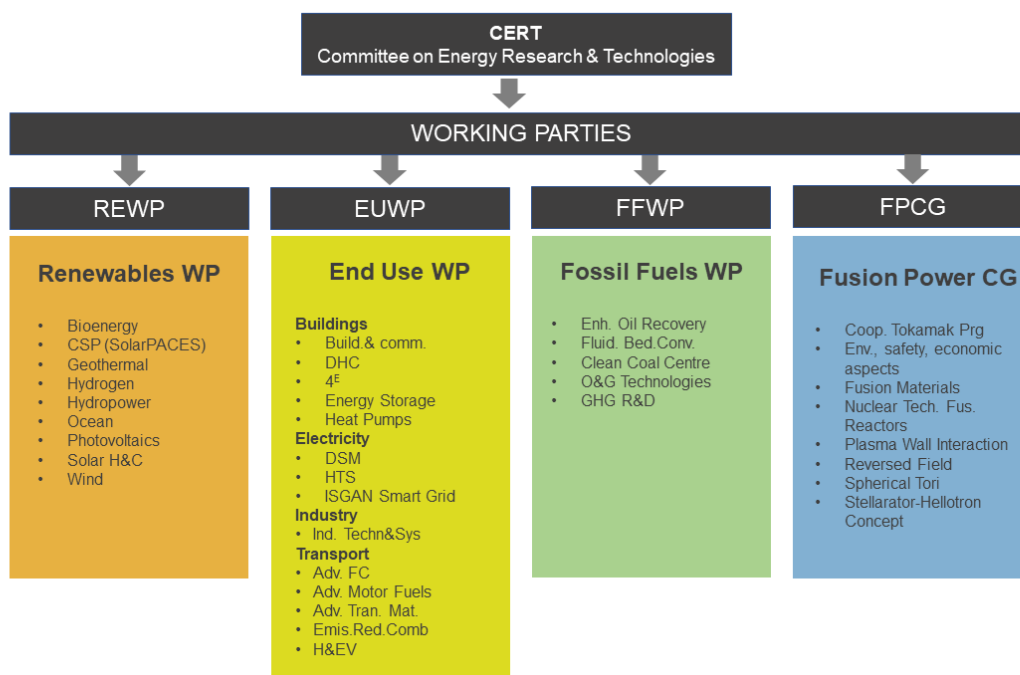 CERT
Committee on Energy Research & Technologies
WORKING PARTIES
REWP
EUWP
FFWP
FPCG
Renewables WP
• Bioenergy
• CSP (SolarPACES)
• Geothermal
• Hydrogen
• Hydropower
• Ocean
• Photovoltaics
• Solar H&C
• Wind
End Use WP
Buildings
• Build.& comm.
• DHC
• 4ᴱ
• Energy Storage
• Heat Pumps
Electricity
• DSM
• HTS
• ISGAN Smart Grid
Industry
• Ind. Techn&Sys
Transport
• Adv. FC
• Adv. Motor Fuels
• Adv. Tran. Mat.
• Emis.Red.Comb
• H&EV
Fossil Fuels WP
• Enh. Oil Recovery
• Fluid. Bed.Conv.
• Clean Coal Centre
• O&G Technologies
• GHG R&D
Fusion Power CG
• Coop. Tokamak Prg
• Env., safety, economic
aspects
• Fusion Materials
• Nuclear Tech. Fus.
Reactors
• Plasma Wall Interaction
• Reversed Field
• Spherical Tori
• Stellarator-Hellotron
Concept